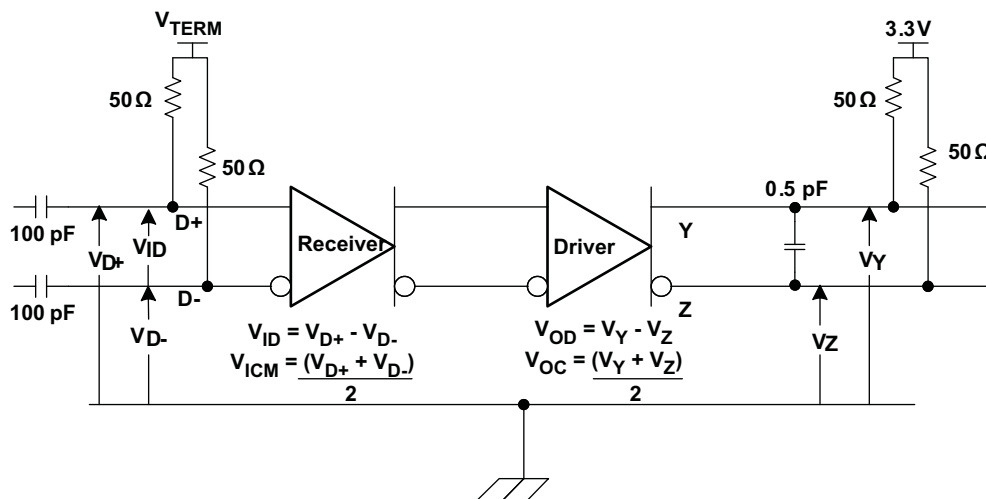 V_TERM
3.3V
50Ω
50Ω
50Ω
50Ω
0.5 pF
D+
Y
100 pF
V_ID
Receiver
Driver
V_D+
V_Y
D-
Z
100 pF
V_D-
V_Z
V_ID = V_D+ - V_D-
V_OD = V_Y - V_Z
V_ICM = (V_D+ + V_D-)
2
V_OC = (V_Y + V_Z)
2